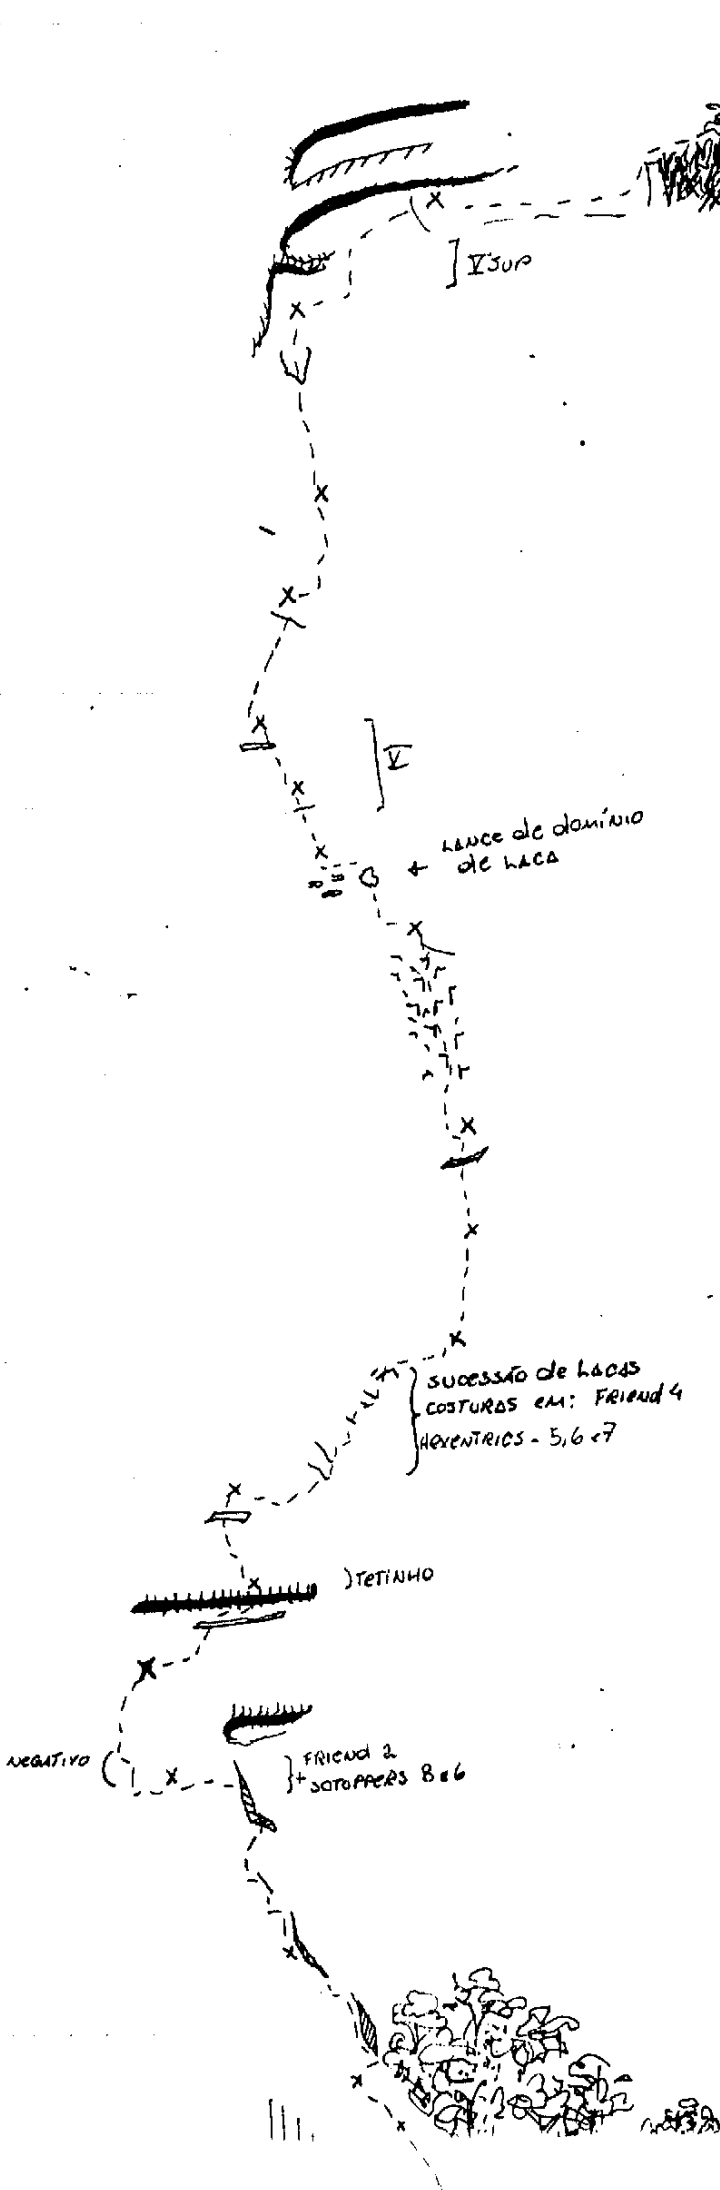 V SUP
V
LANCE de domÍNIO
de LACA
SUCESSÃO de LACAS
COSTURAS EM: FRIEND 4
HEXENTRICS - 5,6 e 7
)TETINHO
NEGATIVO
FRIEND 2
+ SOTOPPERS 8 e 6